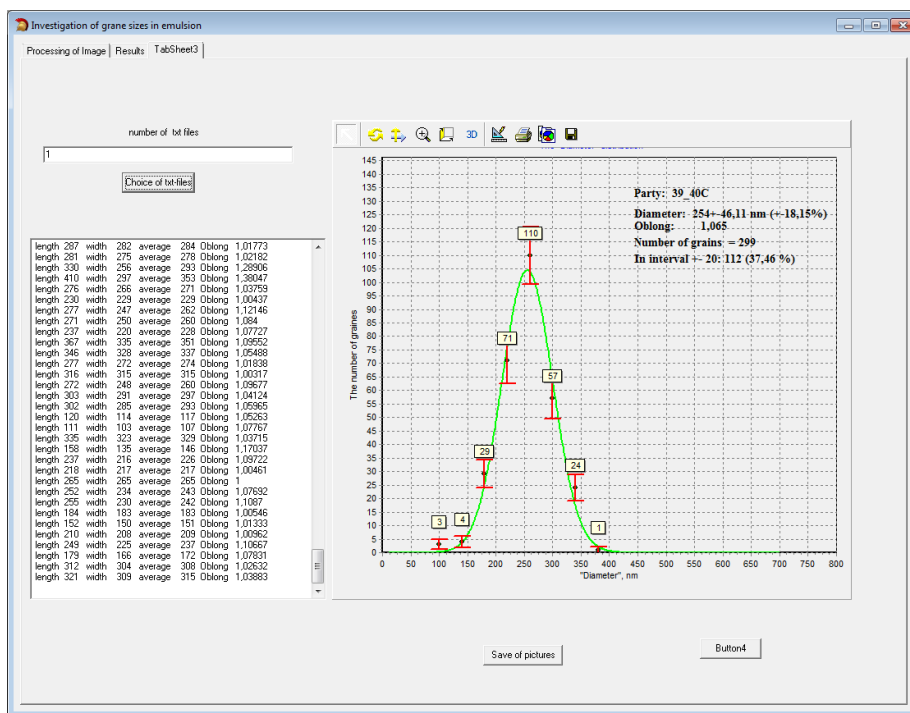 Investigation of grane sizes in emulsion
Processing of Image Results TabSheet3
number of txt files
1
Choice of txt-files
length 287 width 282 average 284 Oblong 1,01773
length 281 width 275 average 278 Oblong 1,02182
length 330 width 256 average 293 Oblong 1,28906
length 410 width 297 average 353 Oblong 1,38047
length 276 width 266 average 271 Oblong 1,03759
length 230 width 229 average 229 Oblong 1,00437
length 277 width 247 average 262 Oblong 1,12146
length 271 width 250 average 260 Oblong 1,084
length 237 width 220 average 228 Oblong 1,07727
length 367 width 335 average 351 Oblong 1,09552
length 346 width 328 average 337 Oblong 1,05488
length 277 width 272 average 274 Oblong 1,01838
length 316 width 315 average 315 Oblong 1,00317
length 272 width 248 average 260 Oblong 1,09677
length 303 width 291 average 297 Oblong 1,04124
length 302 width 285 average 293 Oblong 1,05965
length 120 width 114 average 117 Oblong 1,05263
length 111 width 103 average 107 Oblong 1,07767
length 335 width 323 average 329 Oblong 1,03715
length 158 width 135 average 146 Oblong 1,17037
length 237 width 216 average 226 Oblong 1,09722
length 218 width 217 average 217 Oblong 1,00461
length 265 width 265 average 265 Oblong 1
length 252 width 234 average 243 Oblong 1,07692
length 255 width 230 average 242 Oblong 1,1087
length 184 width 183 average 183 Oblong 1,00546
length 152 width 150 average 151 Oblong 1,01333
length 210 width 208 average 209 Oblong 1,00962
length 249 width 225 average 237 Oblong 1,10667
length 179 width 166 average 172 Oblong 1,07831
length 312 width 304 average 308 Oblong 1,02632
length 321 width 309 average 315 Oblong 1,03883
3D
Party: 39_40C
Diameter: 254+-46,11 nm (+-18,15%)
Oblong: 1,065
Number of grains = 299
In interval +- 20: 112 (37,46 %)
The number of graines
145
140
135
130
125
120
115
110
105
100
95
90
85
80
75
70
65
60
55
50
45
40
35
30
25
20
15
10
5
0
3
4
29
71
110
57
24
1
0 50 100 150 200 250 300 350 400 450 500 550 600 650 700 750 800
"Diameter", nm
Save of pictures
Button4